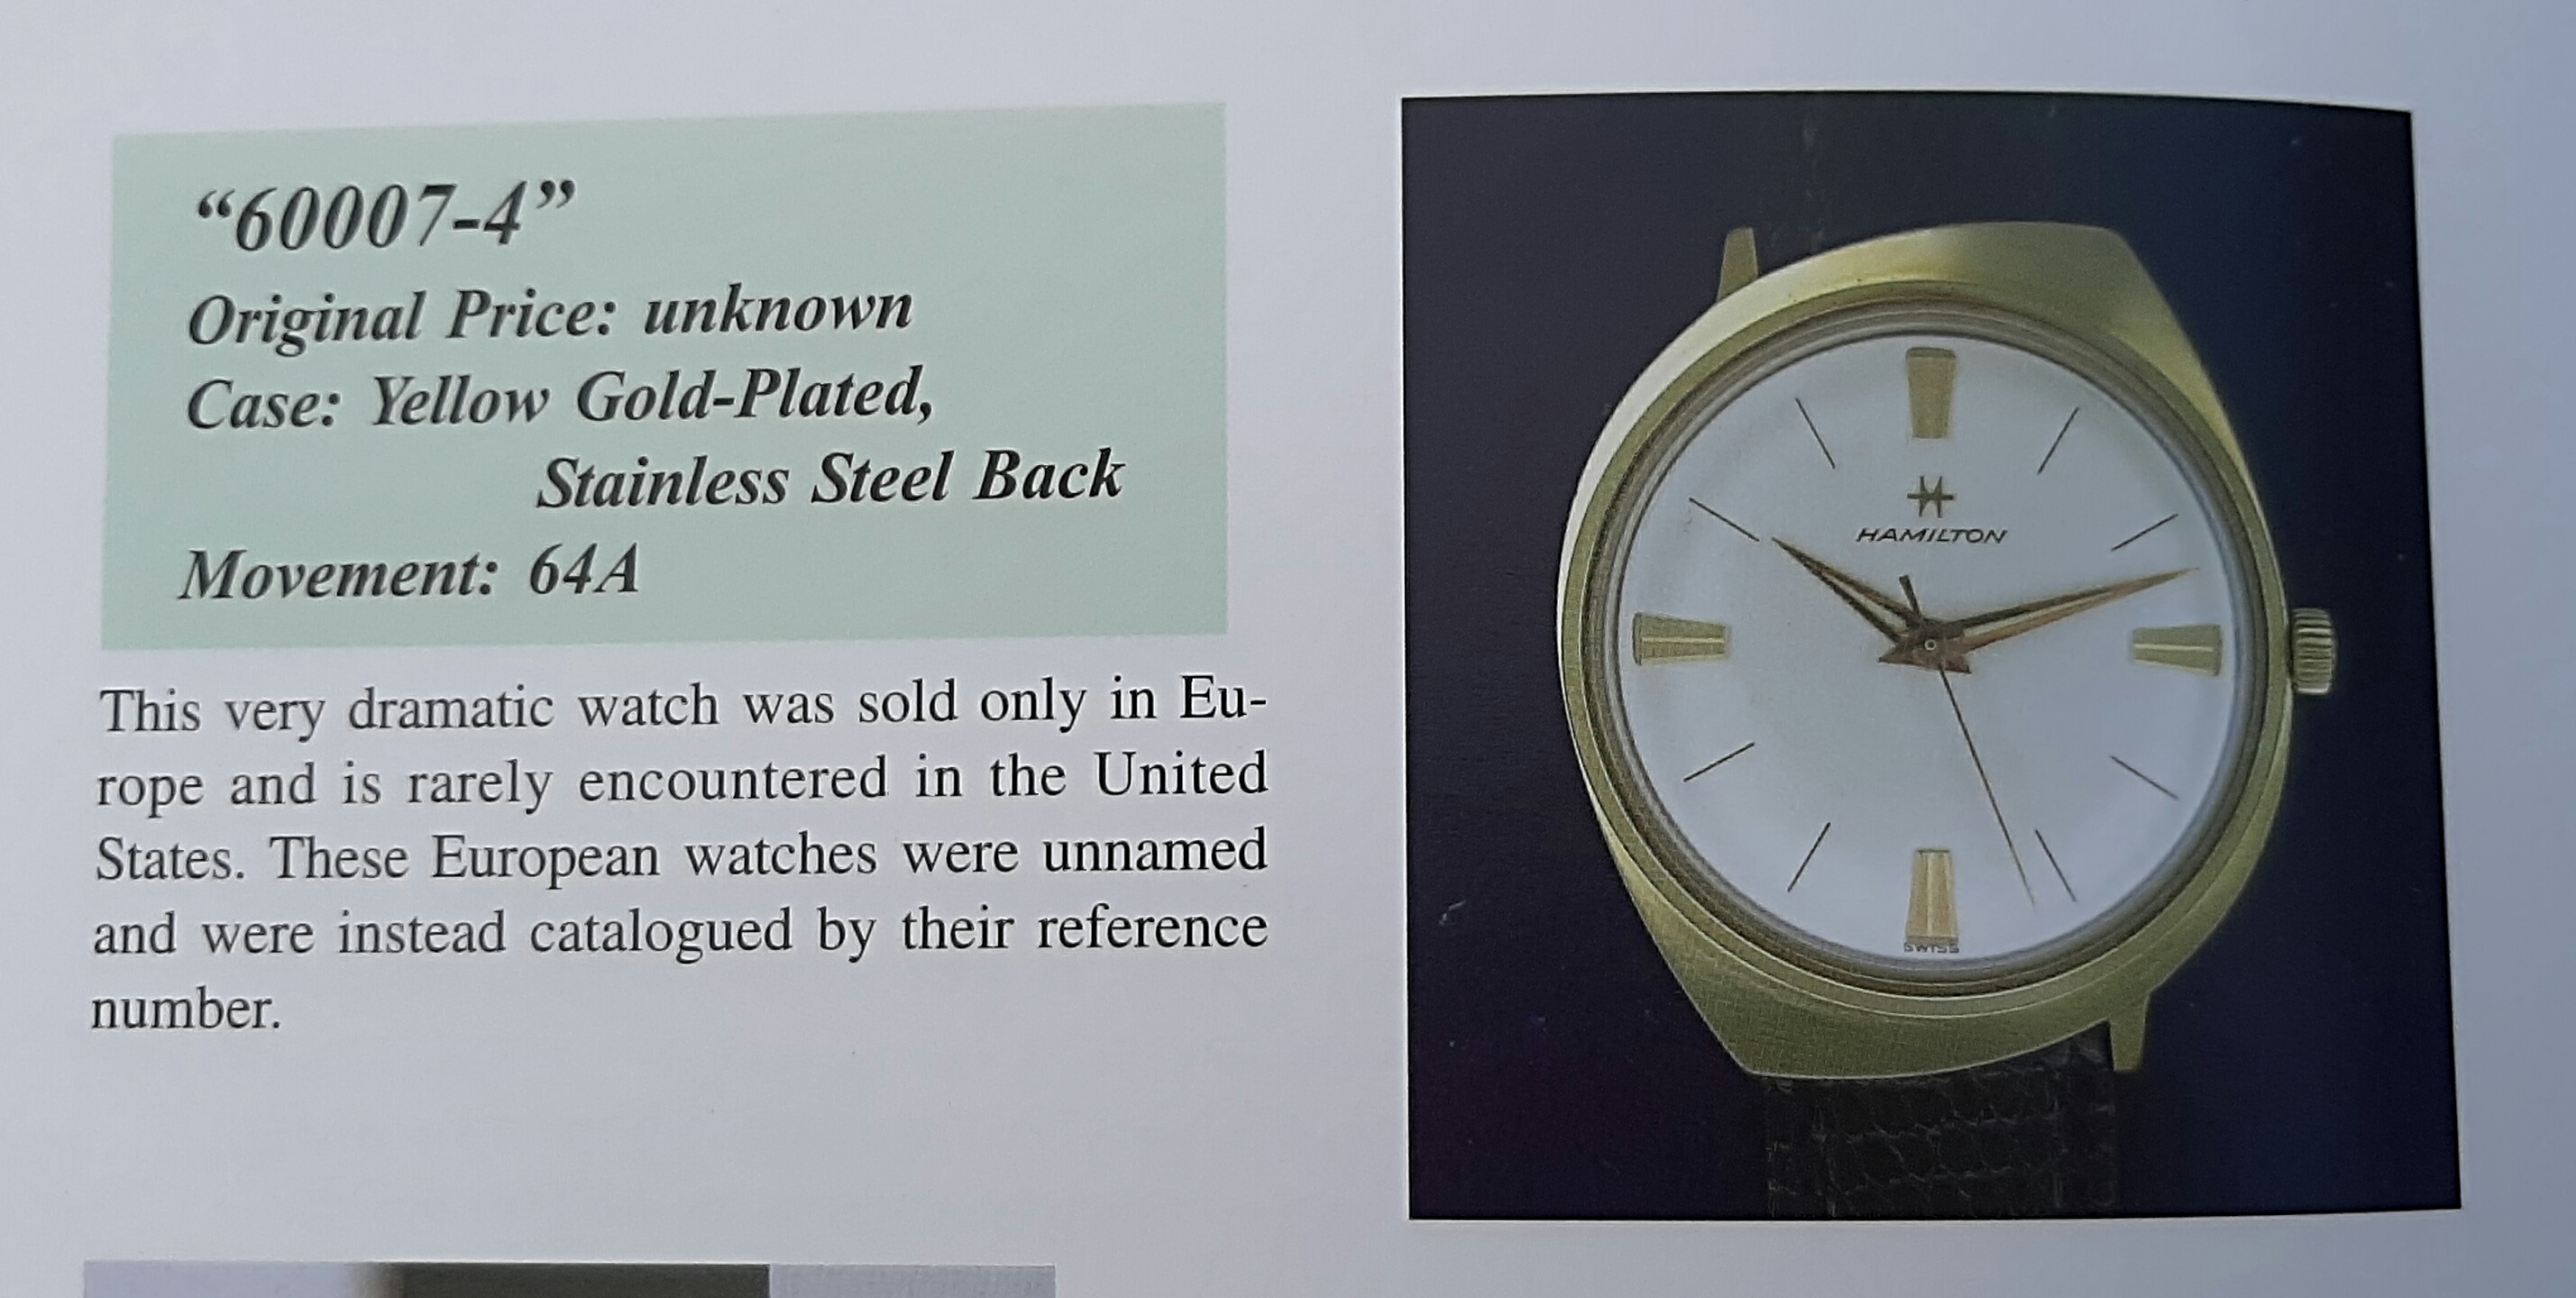 “60007-4”
Original Price: unknown
Case: Yellow Gold-Plated,
Stainless Steel Back
Movement: 64A
This very dramatic watch was sold only in Eu-
rope and is rarely encountered in the United
States. These European watches were unnamed
and were instead catalogued by their reference
number.
HAMILTON
SWISS